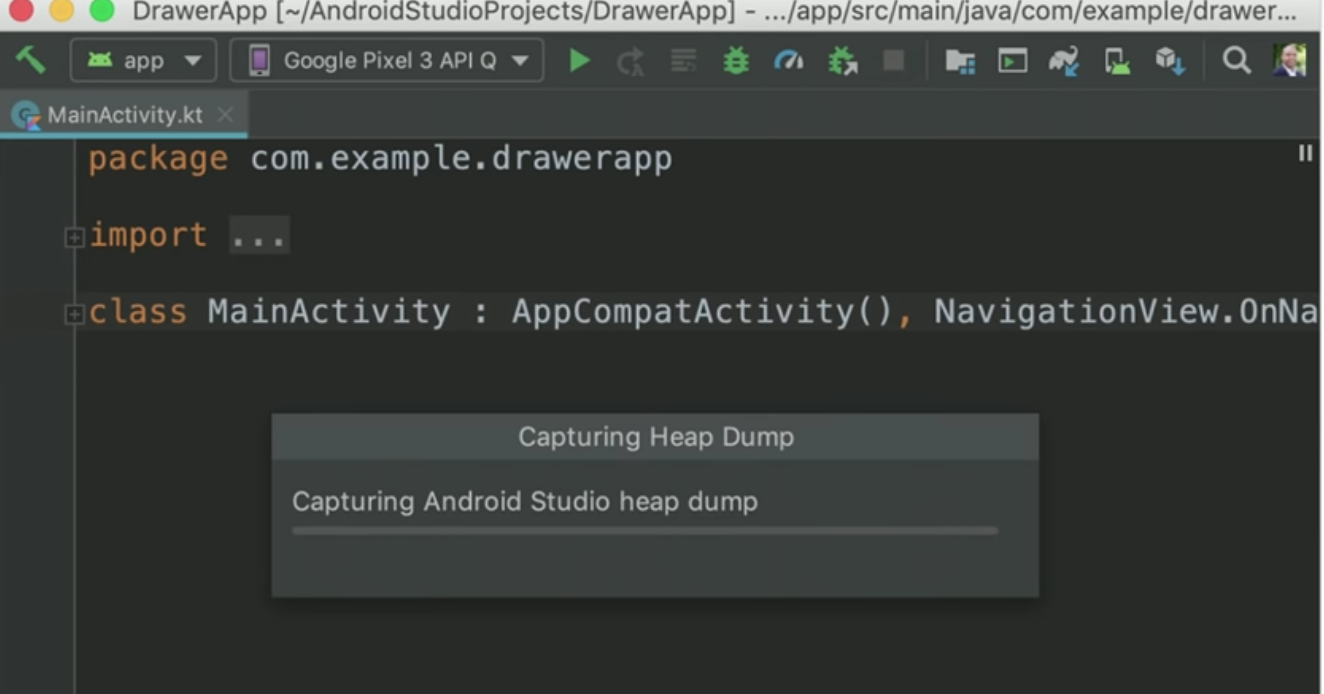 DrawerApp [~/AndroidStudioProjects/DrawerApp] - .../app/src/main/java/com/example/drawer...
app Google Pixel 3 API Q
MainActivity.kt
package com.example.drawerapp
import ...
class MainActivity : AppCompatActivity(), NavigationView.OnNa
Capturing Heap Dump
Capturing Android Studio heap dump